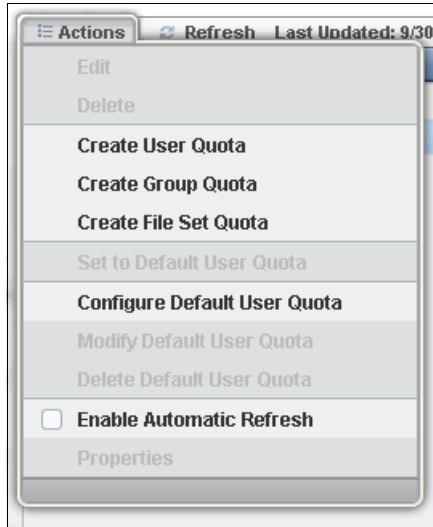 Actions Refresh Last Updated: 9/30
Edit
Delete
Create User Quota
Create Group Quota
Create File Set Quota
Set to Default User Quota
Configure Default User Quota
Modify Default User Quota
Delete Default User Quota
Enable Automatic Refresh
Properties